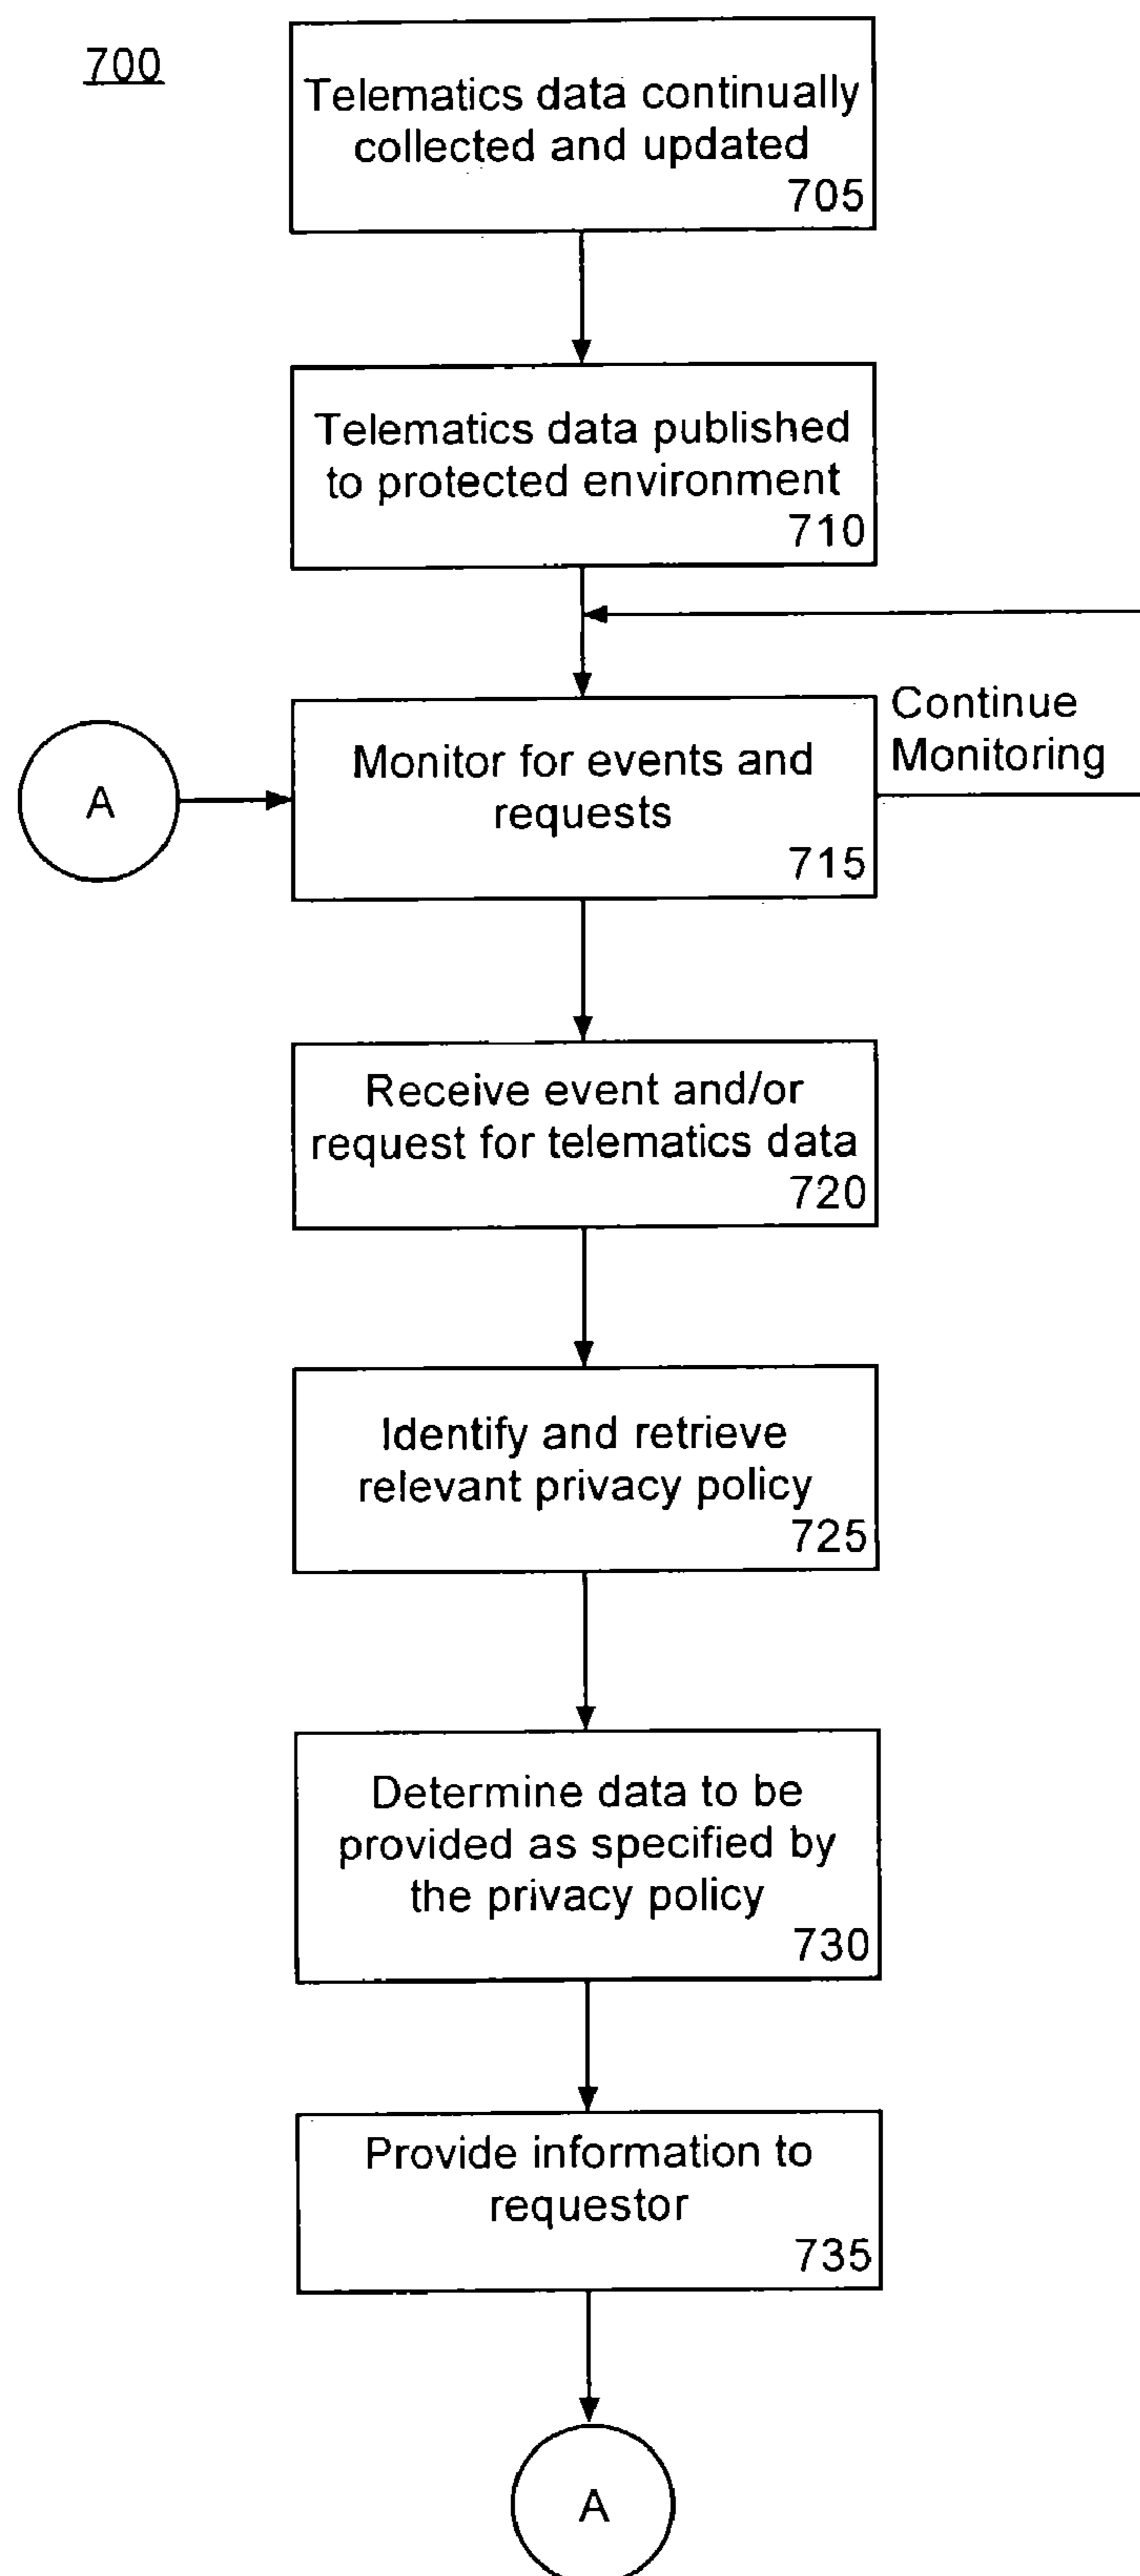 700
Telematics data continually
collected and updated
705
Telematics data published
to protected environment
710
Continue
Monitoring
A
Monitor for events and
requests
715
Receive event and/or
request for telematics data
720
Identify and retrieve
relevant privacy policy
725
Determine data to be
provided as specified by
the privacy policy
730
Provide information to
requestor
735
A